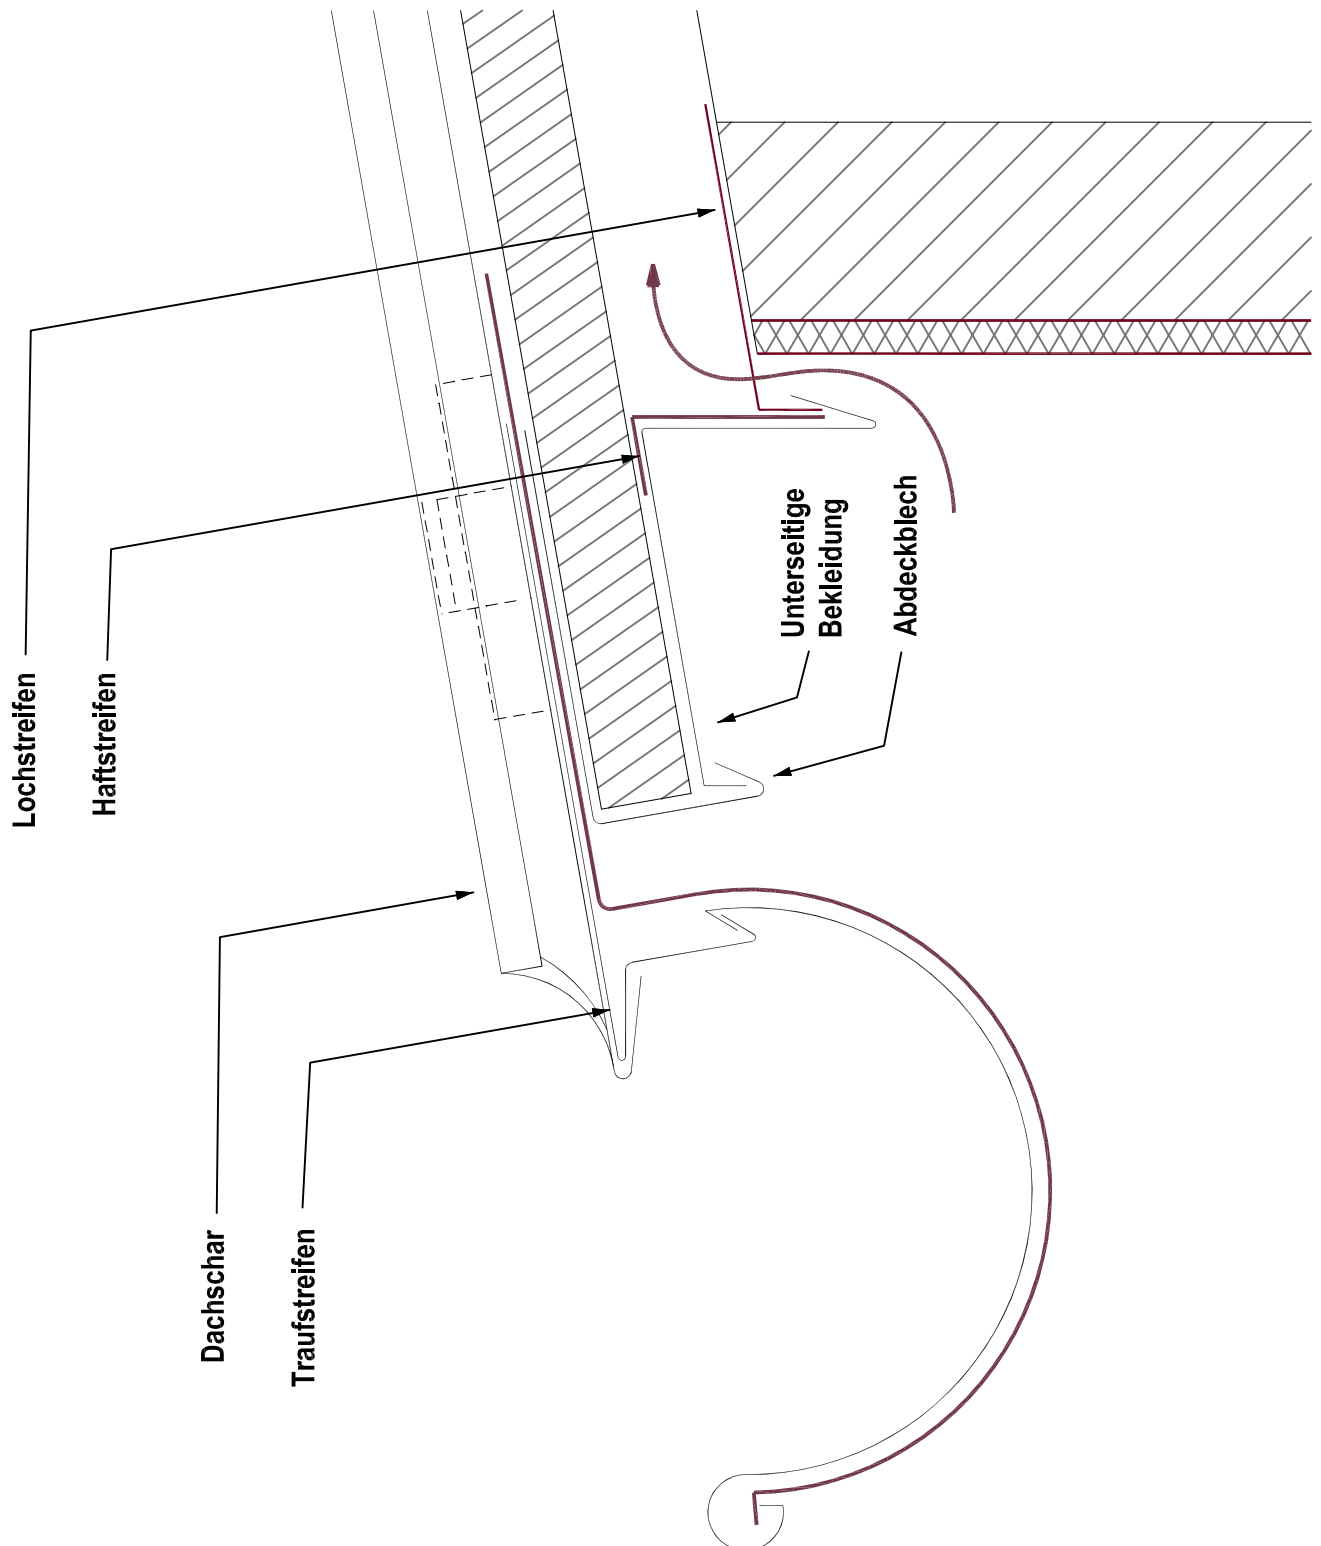 Lochstreifen
Haftstreifen
Dachschar
Traufstreifen
Unterseitige
Bekleidung
Abdeckblech